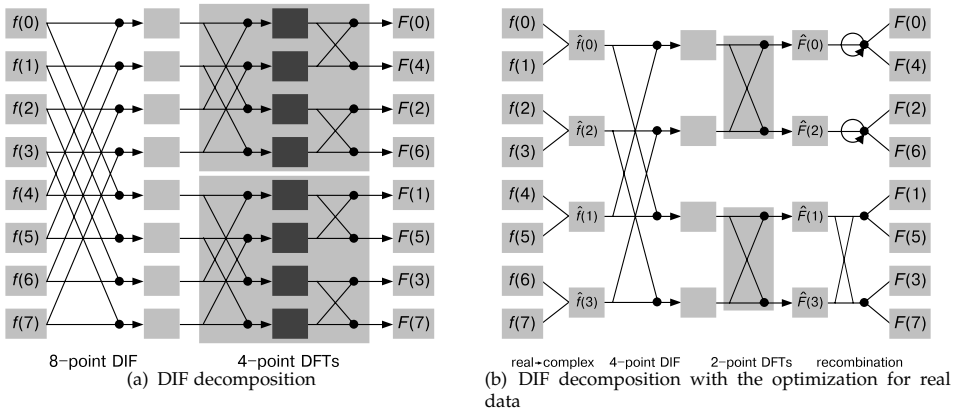 f(0) F(0)
f(1) F(4)
f(2) F(2)
f(3) F(6)
f(4) F(1)
f(5) F(5)
f(6) F(3)
f(7) F(7)
8−point DIF 4−point DFTs
(a) DIF decomposition
f(0) F(0)
f̂(0) F̂(0)
f(1) F(4)
f(2) F(2)
f̂(2) F̂(2)
f(3) F(6)
f(4) F(1)
f̂(1) F̂(1)
f(5) F(5)
f(6) F(3)
f̂(3) F̂(3)
f(7) F(7)
real→complex 4−point DIF 2−point DFTs recombination
(b) DIF decomposition with the optimization for real
data